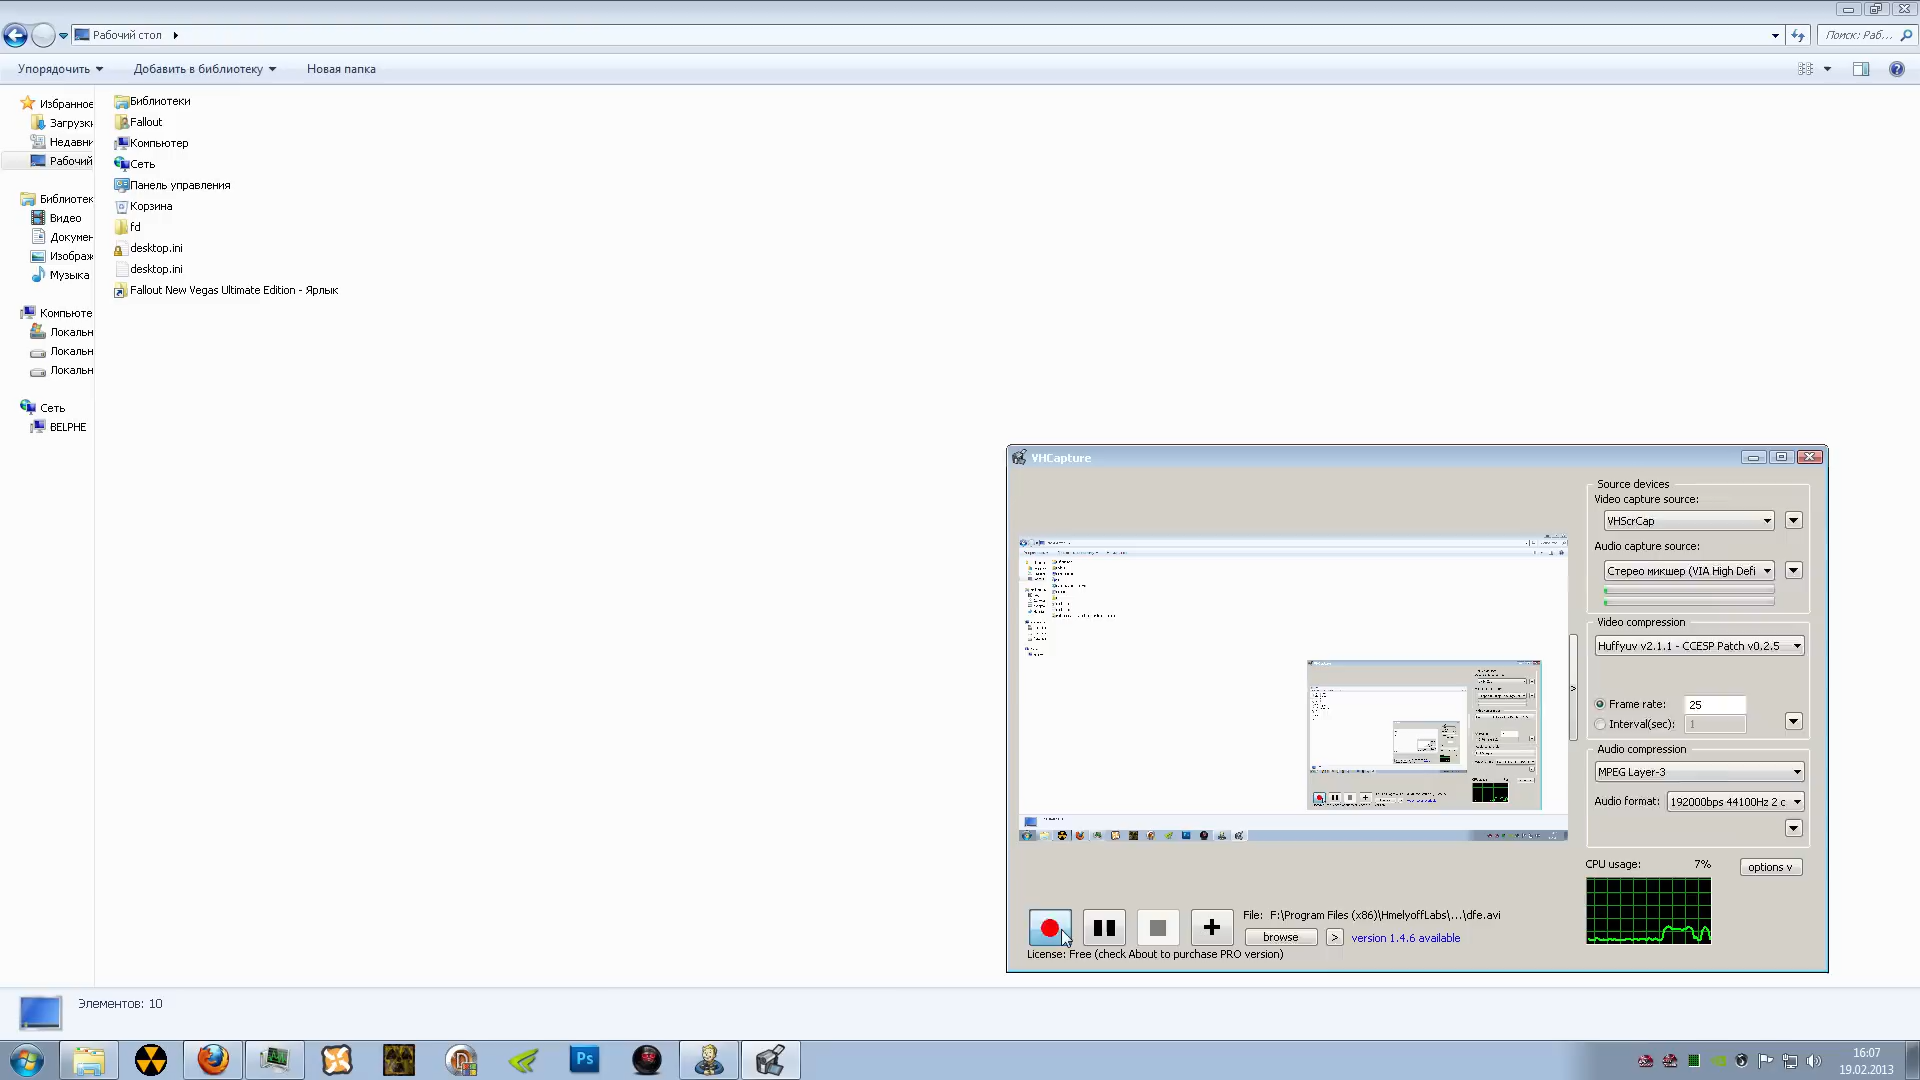 Рабочий стол
Поиск: Раб...
Упорядочить
Добавить в библиотеку
Новая папка
Избранное
Загрузки
Недавн
Рабочий
Библиотек
Видео
Докумен
Изображ
Музыка
Компьюте
Локальн
Локальн
Локальн
Сеть
BELPHE
Библиотеки
Fallout
Компьютер
Сеть
Панель управления
Корзина
fd
desktop.ini
desktop.ini
Fallout New Vegas Ultimate Edition - Ярлык
VHCapture
Source devices
Video capture source:
VHScrCap
Audio capture source:
Стерео микшер (VIA High Defi
Video compression
Huffyuv v2.1.1 - CCESP Patch v0.2.5
Frame rate: 25
Interval(sec): 1
Audio compression
MPEG Layer-3
Audio format: 192000bps 44100Hz 2 c
CPU usage: 7%
options v
File: F:\Program Files (x86)\HmelyoffLabs\...\dfe.avi
browse > version 1.4.6 available
License: Free (check About to purchase PRO version)
Элементов: 10
Ps
16:07
19.02.2013